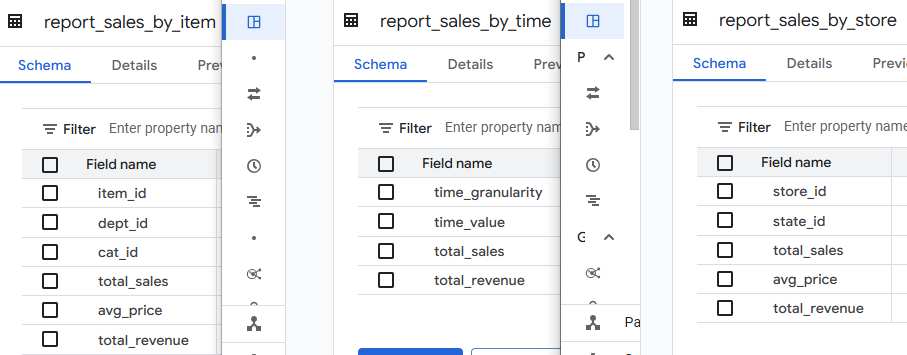 report_sales_by_item
Schema
Details
Prev
Filter
Enter property nam
Field name
item_id
dept_id
cat_id
total_sales
avg_price
total_revenue
report_sales_by_time
Schema
Details
Prev
Filter
Enter property nam
Field name
time_granularity
time_value
total_sales
total_revenue
P
G
Pa
report_sales_by_store
Schema
Details
Previ
Filter
Enter property name
Field name
store_id
state_id
total_sales
avg_price
total_revenue